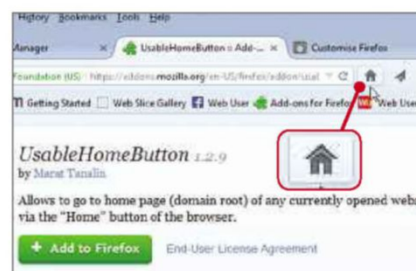 History Bookmarks Tools Help
Manager × UsableHomeButton :: Add-... × Customise Firefox
Foundation (US) https://addons.mozilla.org/en-US/firefox/addon/usal
Getting Started Web Slice Gallery Web User Add-ons for Firefox Web Use
UsableHomeButton 1.2.9
by Marat Tanalin
Allows to go to home page (domain root) of any currently opened webs
via the "Home" button of the browser.
+ Add to Firefox End-User License Agreement